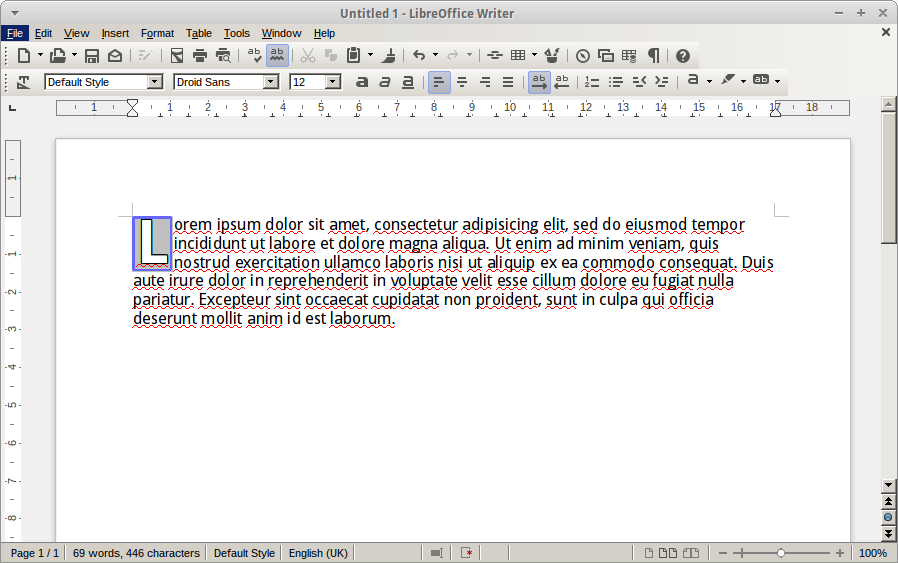 Untitled 1 - LibreOffice Writer
File Edit View Insert Format Table Tools Window Help
Default Style Droid Sans 12
1 1 2 3 4 5 6 7 8 9 10 11 12 13 14 15 16 17 18
1
Lorem ipsum dolor sit amet, consectetur adipisicing elit, sed do eiusmod tempor
incididunt ut labore et dolore magna aliqua. Ut enim ad minim veniam, quis
nostrud exercitation ullamco laboris nisi ut aliquip ex ea commodo consequat. Duis
aute irure dolor in reprehenderit in voluptate velit esse cillum dolore eu fugiat nulla
pariatur. Excepteur sint occaecat cupidatat non proident, sunt in culpa qui officia
deserunt mollit anim id est laborum.
1
2
3
4
5
6
7
8
Page 1 / 1 69 words, 446 characters Default Style English (UK) 100%